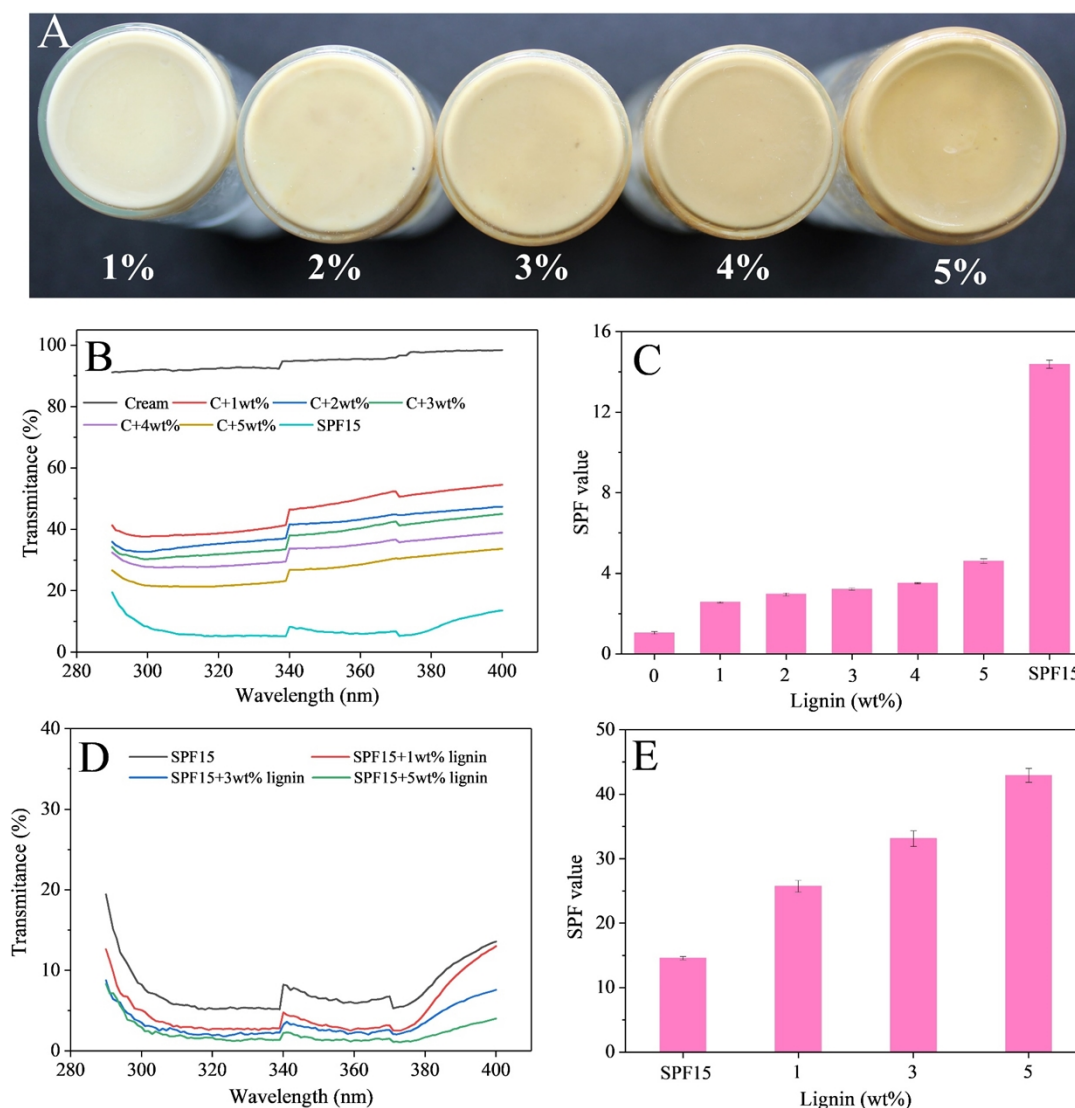 A
1% 2% 3% 4% 5%
B
100
80
60
40
20
0
Transmitance (%)
Cream C+1wt% C+2wt% C+3wt%
C+4wt% C+5wt% SPF15
280 300 320 340 360 380 400
Wavelength (nm)
C
16
12
8
4
0
SPF value
0 1 2 3 4 5 SPF15
Lignin (wt%)
D
40
30
20
10
0
Transmitance (%)
SPF15 SPF15+1wt% lignin
SPF15+3wt% lignin SPF15+5wt% lignin
280 300 320 340 360 380 400
Wavelength (nm)
E
50
40
30
20
10
0
SPF value
SPF15 1 3 5
Lignin (wt%)